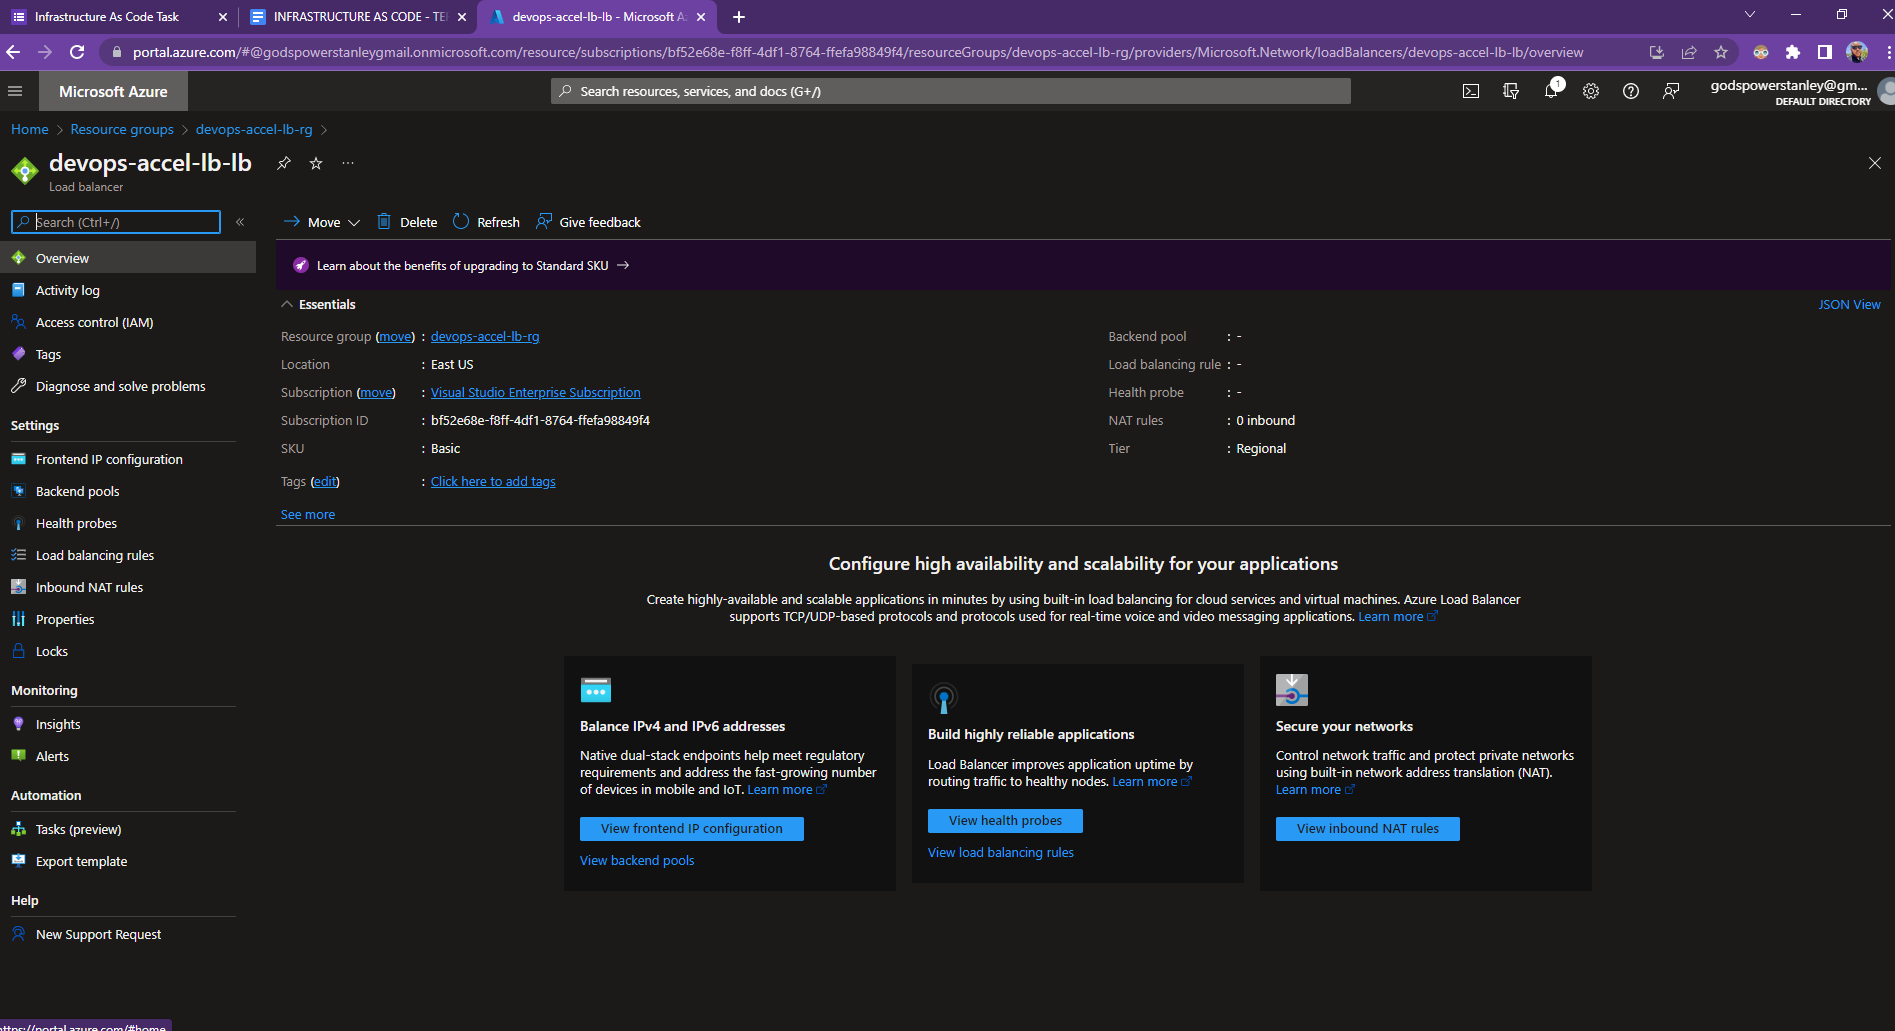 Infrastructure As Code Task
INFRASTRUCTURE AS CODE - TER
devops-accel-lb-lb - Microsoft A
portal.azure.com/#@godspowerstanleygmail.onmicrosoft.com/resource/subscriptions/bf52e68e-f8ff-4df1-8764-ffefa98849f4/resourceGroups/devops-accel-lb-rg/providers/Microsoft.Network/loadBalancers/devops-accel-lb-lb/overview
Microsoft Azure
Search resources, services, and docs (G+/)
1
godspowerstanley@gm...
DEFAULT DIRECTORY
Home > Resource groups > devops-accel-lb-rg >
devops-accel-lb-lb
Load balancer
Search (Ctrl+/)
«
Overview
Activity log
Access control (IAM)
Tags
Diagnose and solve problems
Settings
Frontend IP configuration
Backend pools
Health probes
Load balancing rules
Inbound NAT rules
Properties
Locks
Monitoring
Insights
Alerts
Automation
Tasks (preview)
Export template
Help
New Support Request
Move
Delete
Refresh
Give feedback
Learn about the benefits of upgrading to Standard SKU →
Essentials
JSON View
Resource group (move) : devops-accel-lb-rg
Location : East US
Subscription (move) : Visual Studio Enterprise Subscription
Subscription ID : bf52e68e-f8ff-4df1-8764-ffefa98849f4
SKU : Basic
Tags (edit) : Click here to add tags
See more
Backend pool : -
Load balancing rule : -
Health probe : -
NAT rules : 0 inbound
Tier : Regional
Configure high availability and scalability for your applications
Create highly-available and scalable applications in minutes by using built-in load balancing for cloud services and virtual machines. Azure Load Balancer
supports TCP/UDP-based protocols and protocols used for real-time voice and video messaging applications. Learn more
Balance IPv4 and IPv6 addresses
Native dual-stack endpoints help meet regulatory
requirements and address the fast-growing number
of devices in mobile and IoT. Learn more
View frontend IP configuration
View backend pools
Build highly reliable applications
Load Balancer improves application uptime by
routing traffic to healthy nodes. Learn more
View health probes
View load balancing rules
Secure your networks
Control network traffic and protect private networks
using built-in network address translation (NAT).
Learn more
View inbound NAT rules
https://portal.azure.com/#home